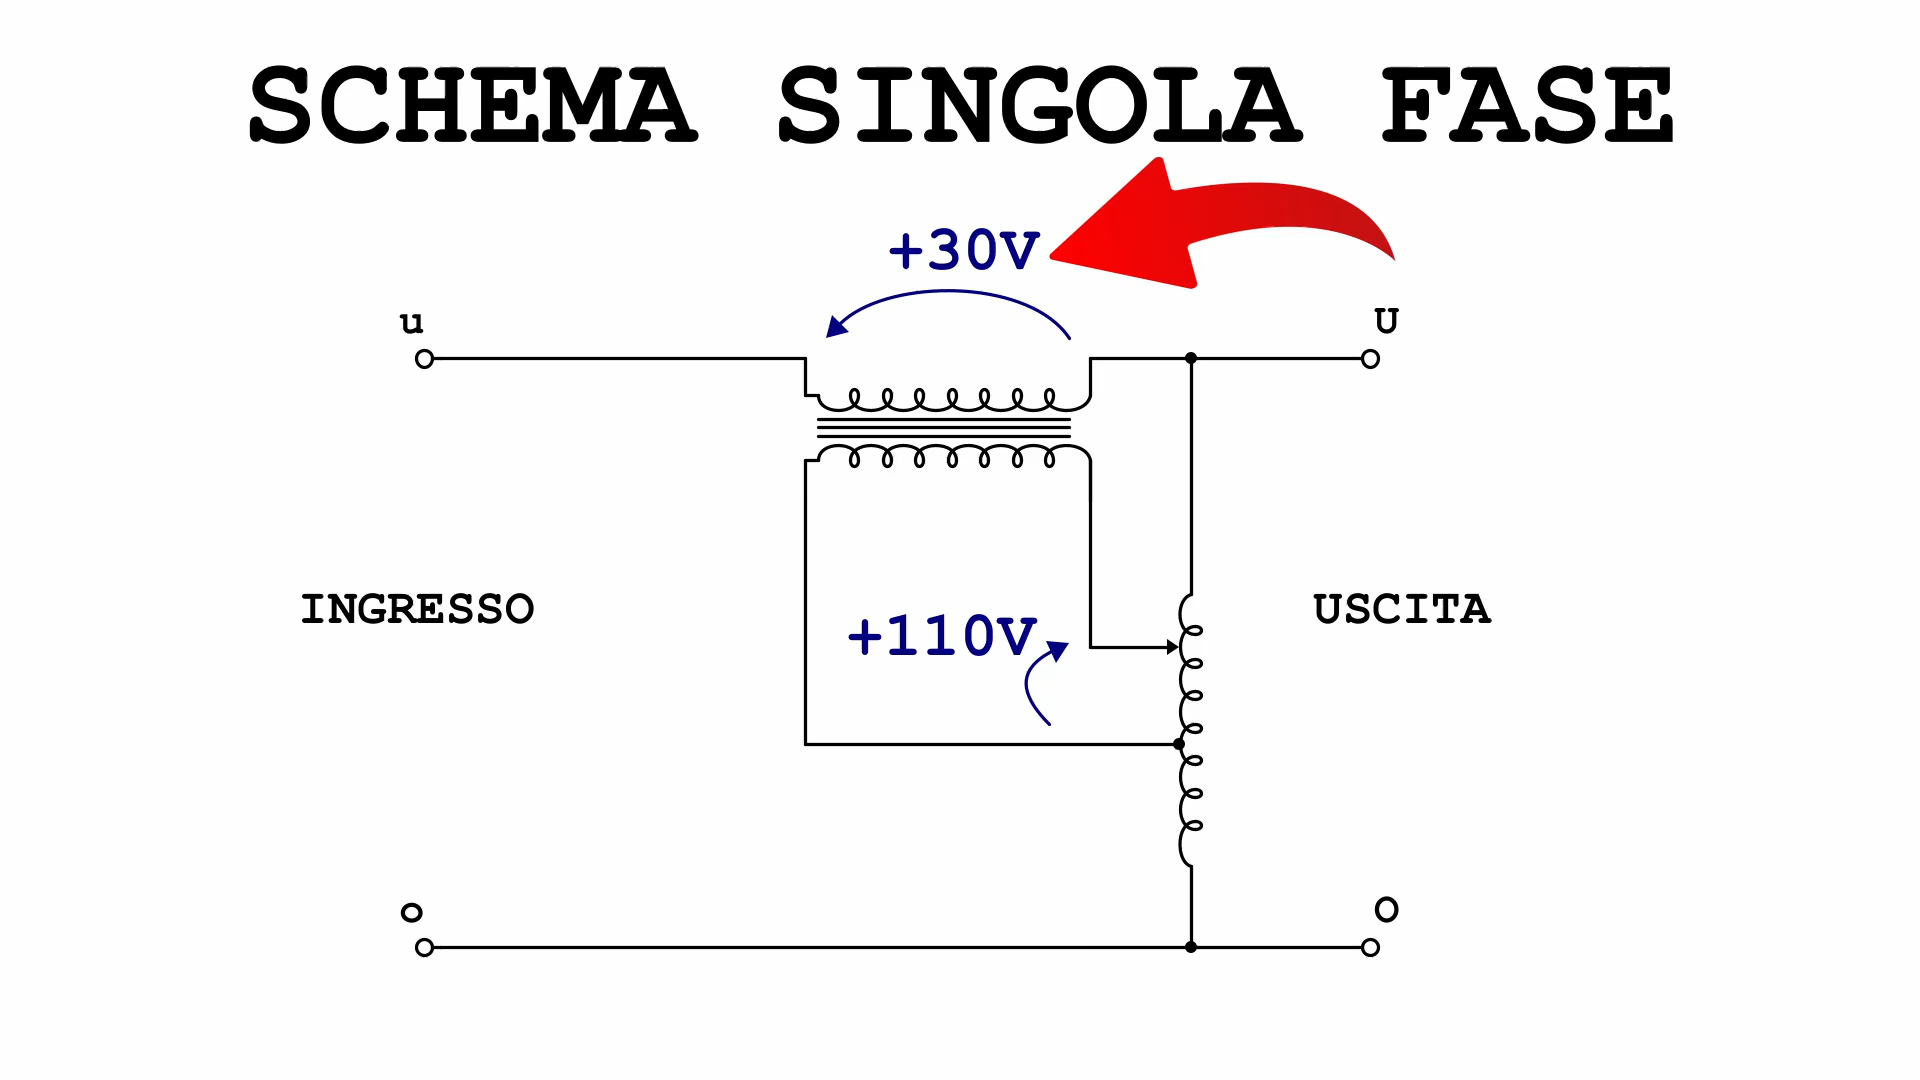 SCHEMA SINGOLA FASE
+30V
u
U
INGRESSO
+110V
USCITA
o
O